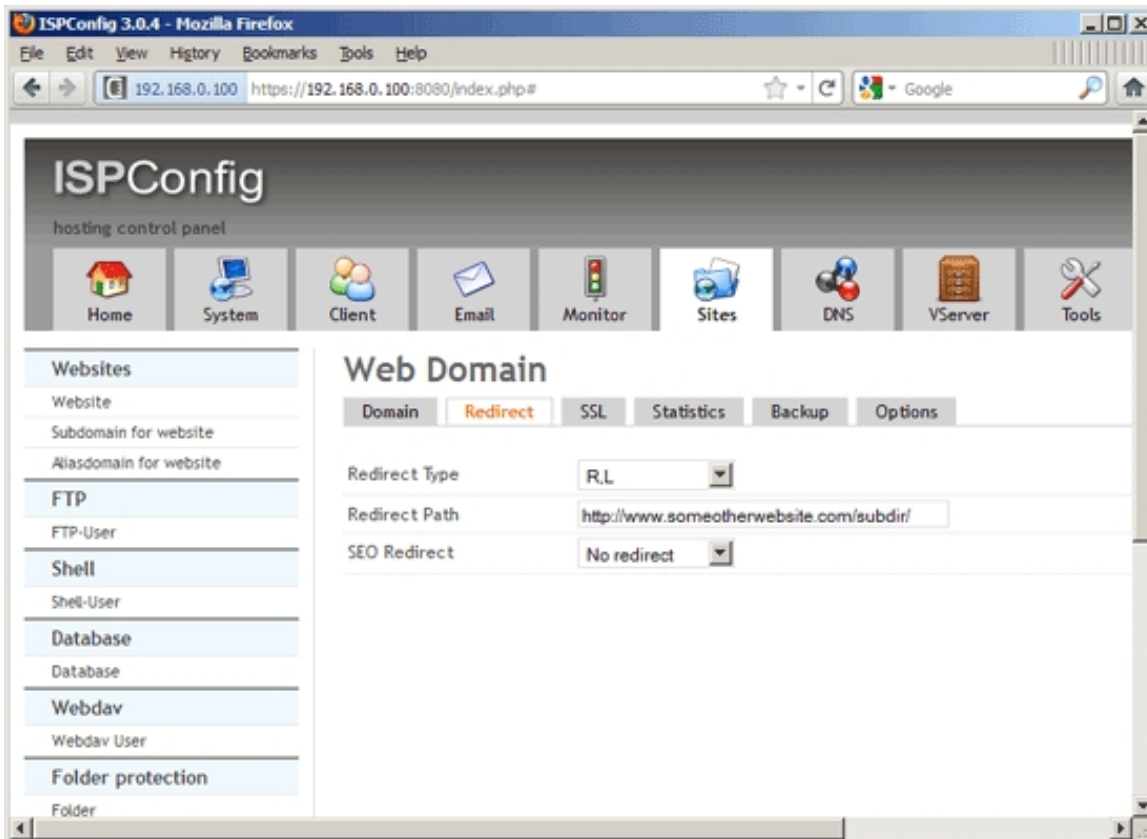 ISPConfig 3.0.4 - Mozilla Firefox
File Edit View History Bookmarks Tools Help
192.168.0.100 https://192.168.0.100:8080/index.php# Google
ISPConfig
hosting control panel
Home System Client Email Monitor Sites DNS VServer Tools
Websites
Website
Subdomain for website
Aliasdomain for website
FTP
FTP-User
Shell
Shell-User
Database
Database
Webdav
Webdav User
Folder protection
Folder
Web Domain
Domain Redirect SSL Statistics Backup Options
Redirect Type R,L
Redirect Path http://www.someotherwebsite.com/subdir/
SEO Redirect No redirect